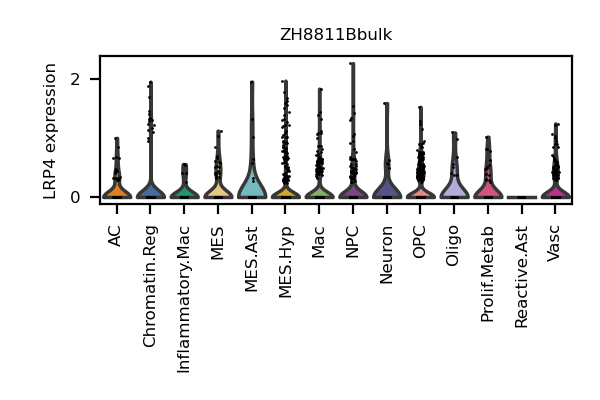 ZH8811Bbulk
LRP4 expression
2
0
AC
Chromatin.Reg
Inflammatory.Mac
MES
MES.Ast
MES.Hyp
Mac
NPC
Neuron
OPC
Oligo
Prolif.Metab
Reactive.Ast
Vasc